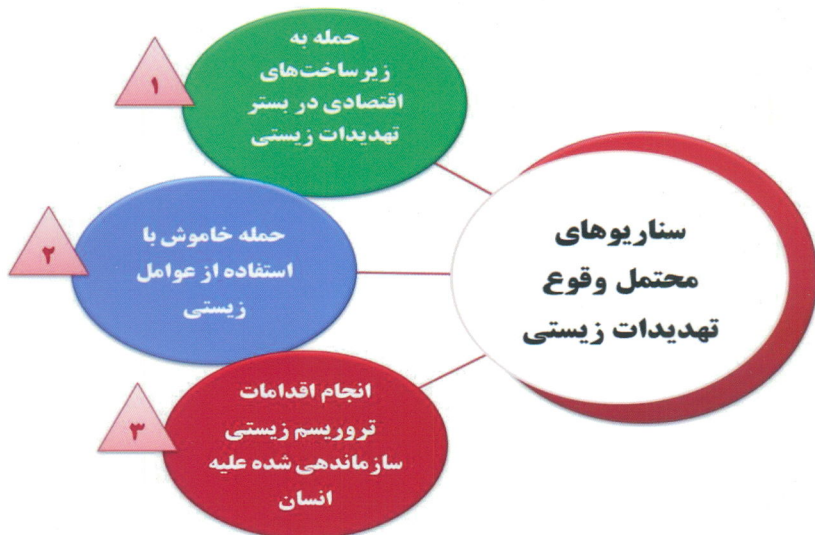 سناریوهای
محتمل وقوع
تهدیدات زیستی
۱
حمله به
زیرساخت‌های
اقتصادی در بستر
تهدیدات زیستی
۲
حمله خاموش با
استفاده از عوامل
زیستی
۳
انجام اقدامات
تروریسم زیستی
سازماندهی شده علیه
انسان